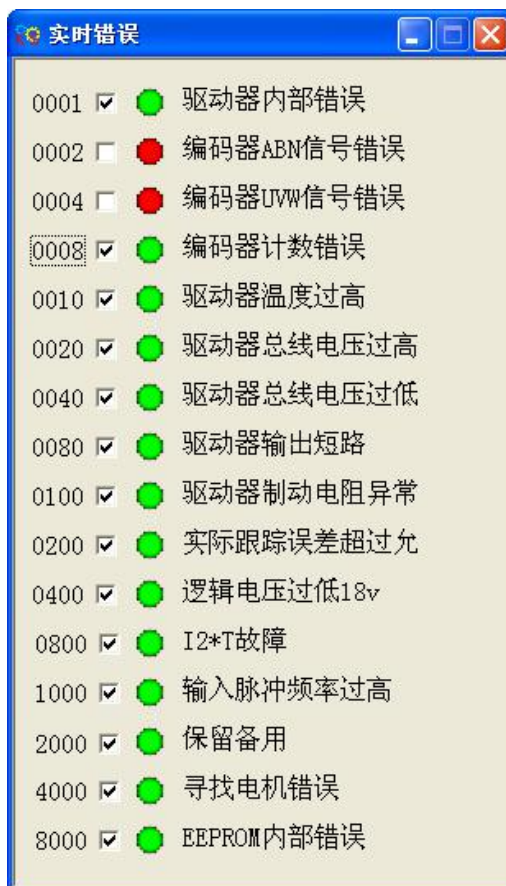 实时错误
0001 驱动器内部错误
0002 编码器ABN信号错误
0004 编码器UVW信号错误
0008 编码器计数错误
0010 驱动器温度过高
0020 驱动器总线电压过高
0040 驱动器总线电压过低
0080 驱动器输出短路
0100 驱动器制动电阻异常
0200 实际跟踪误差超过允
0400 逻辑电压过低18v
0800 I2*T故障
1000 输入脉冲频率过高
2000 保留备用
4000 寻找电机错误
8000 EEPROM内部错误